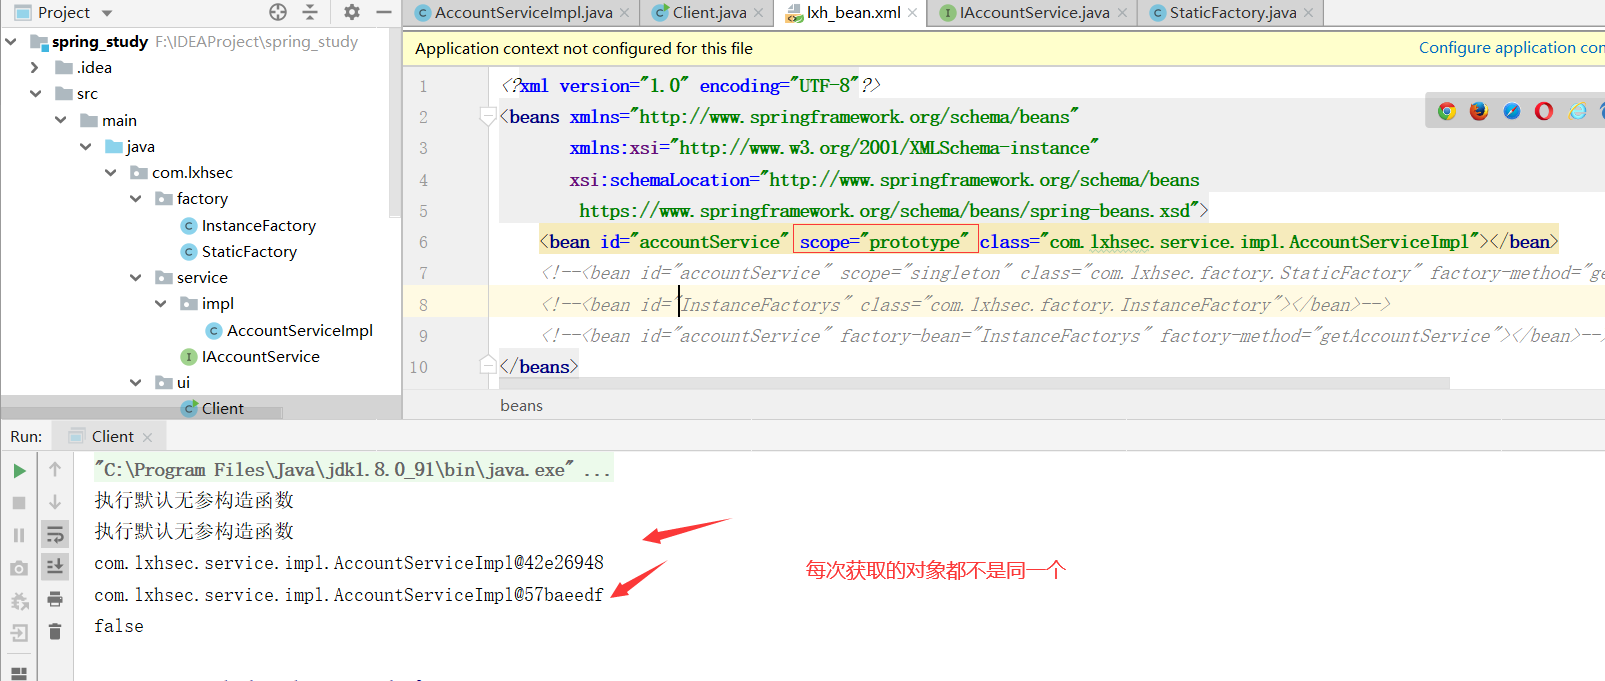 Project
AccountServiceImpl.java
Client.java
lxh_bean.xml
IAccountService.java
StaticFactory.java
spring_study F:\IDEAProject\spring_study
.idea
src
main
java
com.lxhsec
factory
InstanceFactory
StaticFactory
service
impl
AccountServiceImpl
IAccountService
ui
Client
Application context not configured for this file
Configure application con
1 <?xml version="1.0" encoding="UTF-8"?>
2 <beans xmlns="http://www.springframework.org/schema/beans"
3 xmlns:xsi="http://www.w3.org/2001/XMLSchema-instance"
4 xsi:schemaLocation="http://www.springframework.org/schema/beans
5 https://www.springframework.org/schema/beans/spring-beans.xsd">
6 <bean id="accountService" scope="prototype" class="com.lxhsec.service.impl.AccountServiceImpl"></bean>
7 <!--<bean id="accountService" scope="singleton" class="com.lxhsec.factory.StaticFactory" factory-method="ge
8 <!--<bean id="InstanceFactorys" class="com.lxhsec.factory.InstanceFactory"></bean>-->
9 <!--<bean id="accountService" factory-bean="InstanceFactorys" factory-method="getAccountService"></bean>--
10 </beans>
beans
Run: Client
"C:\Program Files\Java\jdk1.8.0_91\bin\java.exe" ...
执行默认无参构造函数
执行默认无参构造函数
com.lxhsec.service.impl.AccountServiceImpl@42e26948
com.lxhsec.service.impl.AccountServiceImpl@57baeedf
false
每次获取的对象都不是同一个